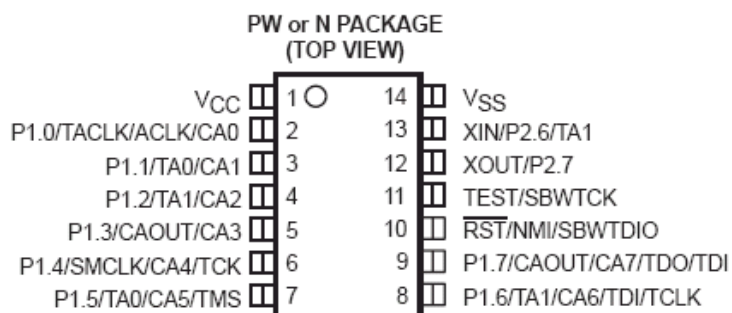 PW or N PACKAGE
(TOP VIEW)
VCC 1 14 VSS
P1.0/TACLK/ACLK/CA0 2 13 XIN/P2.6/TA1
P1.1/TA0/CA1 3 12 XOUT/P2.7
P1.2/TA1/CA2 4 11 TEST/SBWTCK
P1.3/CAOUT/CA3 5 10 RST/NMI/SBWTDIO
P1.4/SMCLK/CA4/TCK 6 9 P1.7/CAOUT/CA7/TDO/TDI
P1.5/TA0/CA5/TMS 7 8 P1.6/TA1/CA6/TDI/TCLK